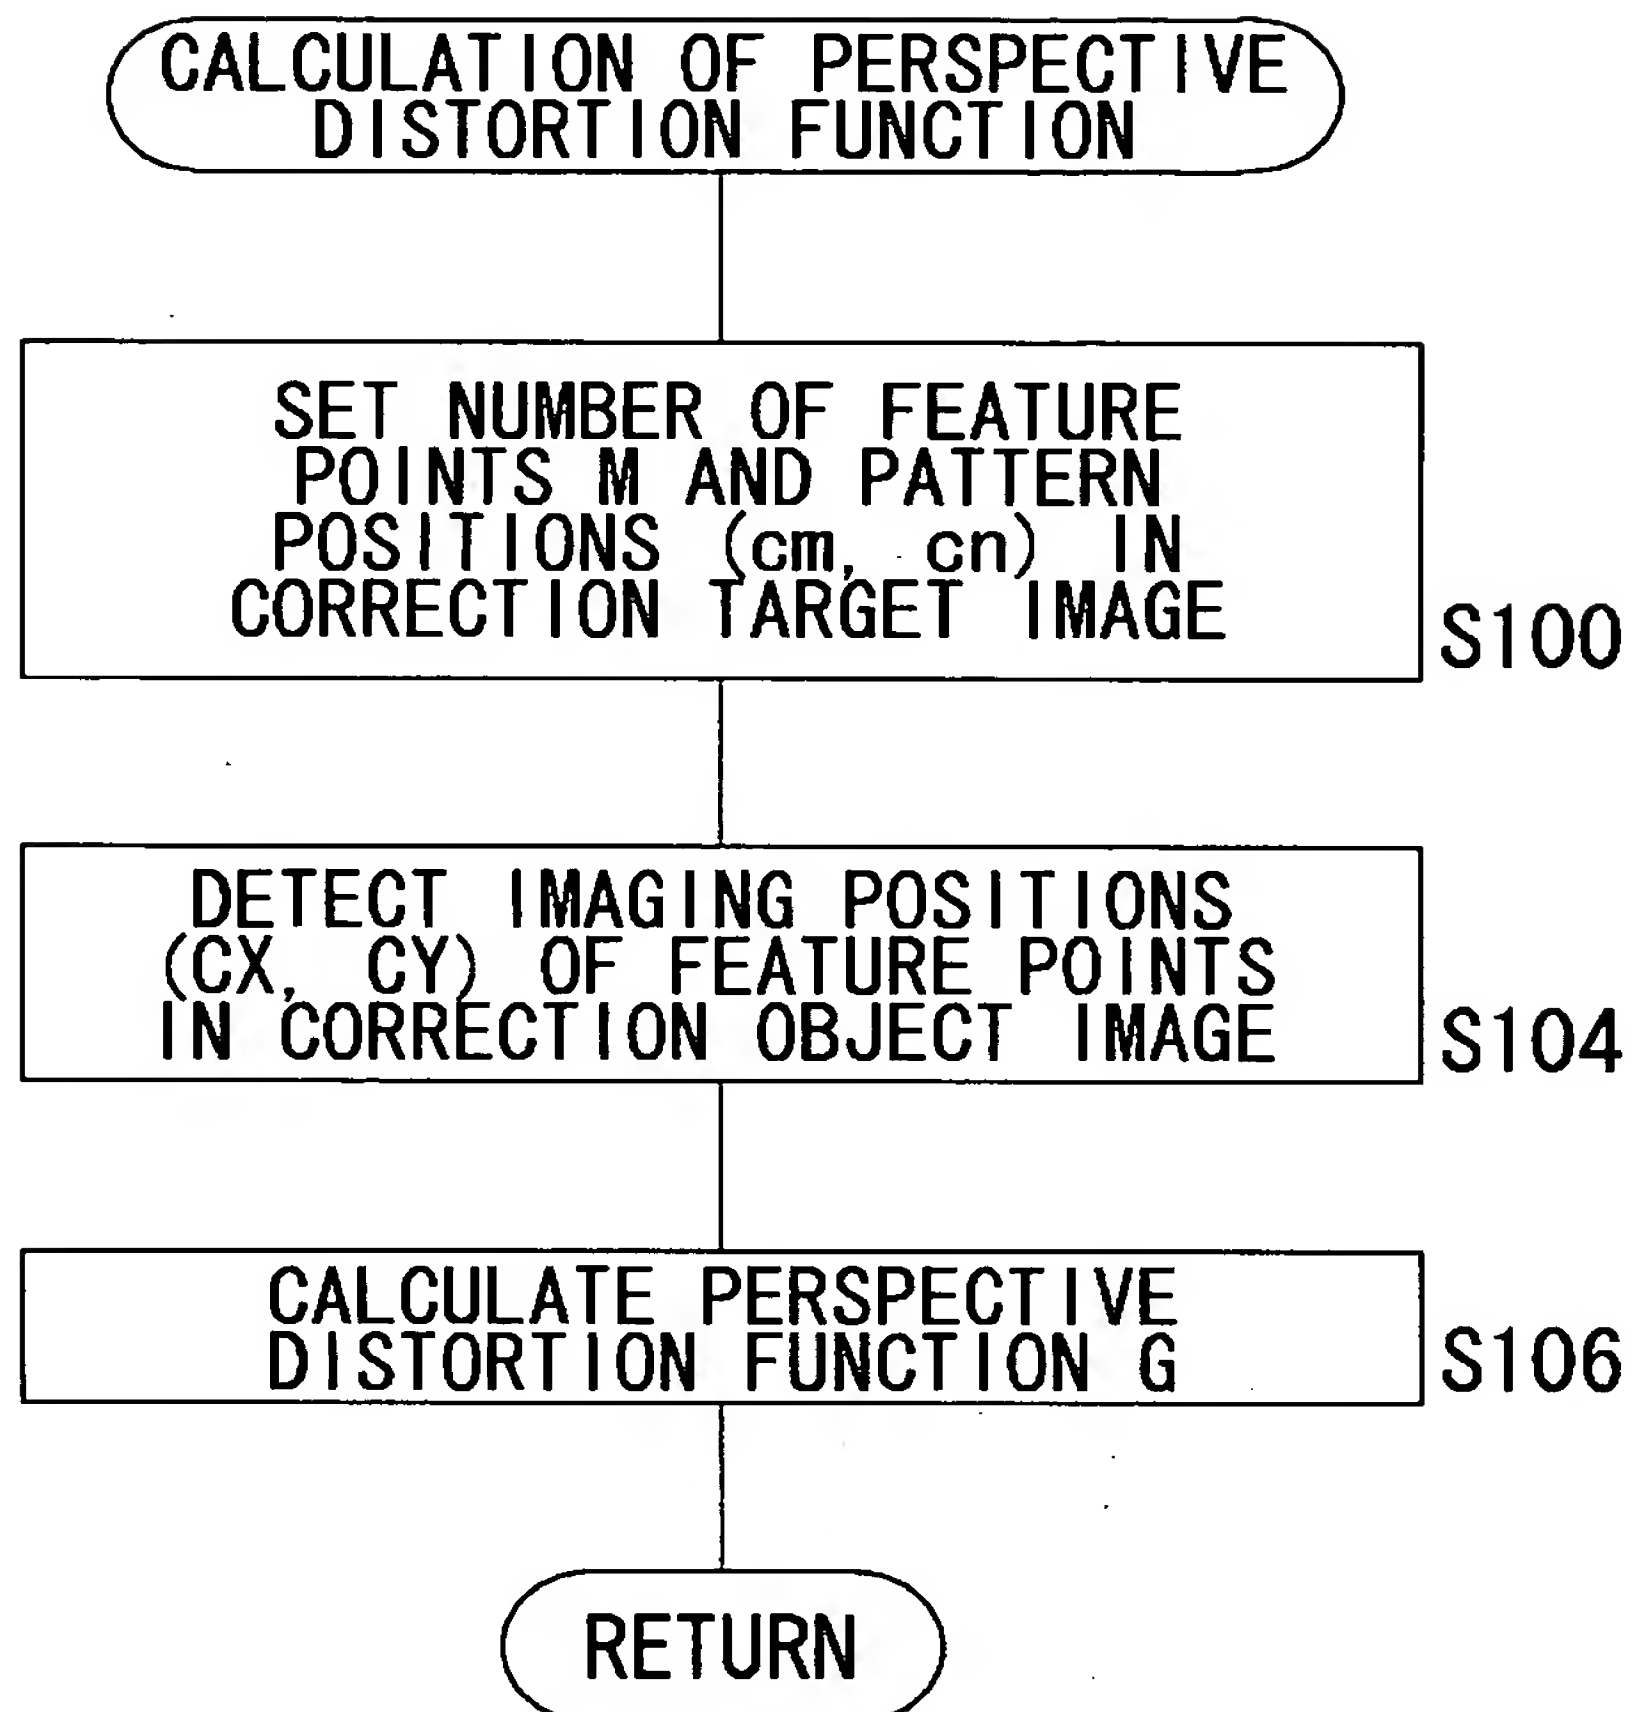 CALCULATION OF PERSPECTIVE
DISTORTION FUNCTION
SET NUMBER OF FEATURE
POINTS M AND PATTERN
POSITIONS (cm, cn) IN
CORRECTION TARGET IMAGE
S100
DETECT IMAGING POSITIONS
(CX, CY) OF FEATURE POINTS
IN CORRECTION OBJECT IMAGE
S104
CALCULATE PERSPECTIVE
DISTORTION FUNCTION G
S106
RETURN